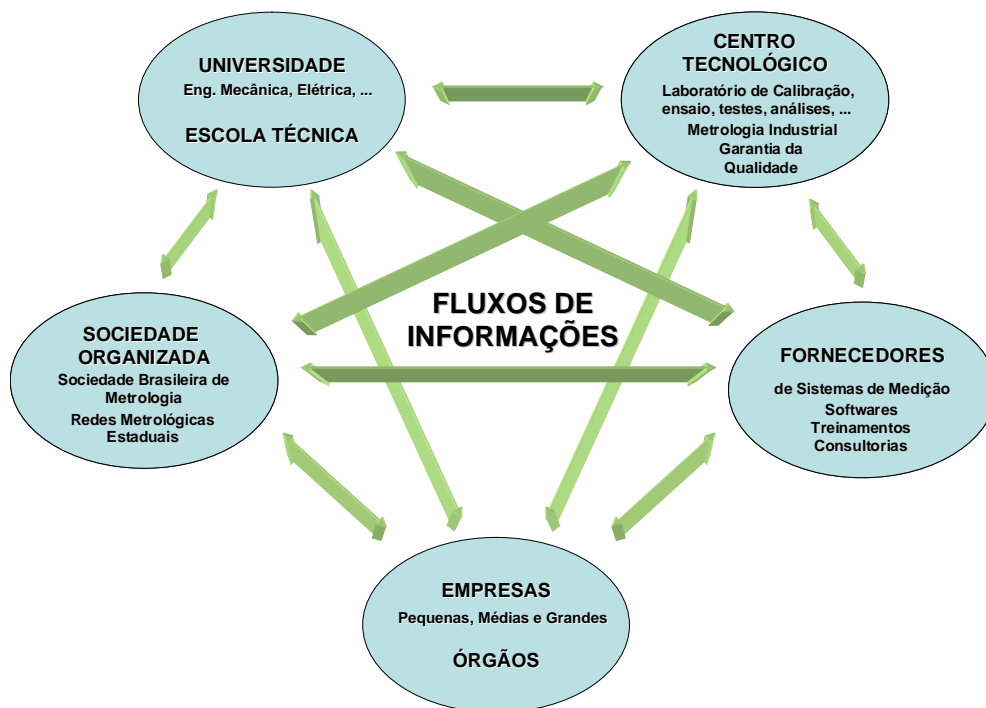 UNIVERSIDADE
Eng. Mecânica, Elétrica, ...
ESCOLA TÉCNICA
CENTRO
TECNOLÓGICO
Laboratório de Calibração,
ensaio, testes, análises, ...
Metrologia Industrial
Garantia da
Qualidade
FLUXOS DE
INFORMAÇÕES
SOCIEDADE
ORGANIZADA
Sociedade Brasileira de
Metrologia
Redes Metrológicas
Estaduais
FORNECEDORES
de Sistemas de Medição
Softwares
Treinamentos
Consultorias
EMPRESAS
Pequenas, Médias e Grandes
ÓRGÃOS